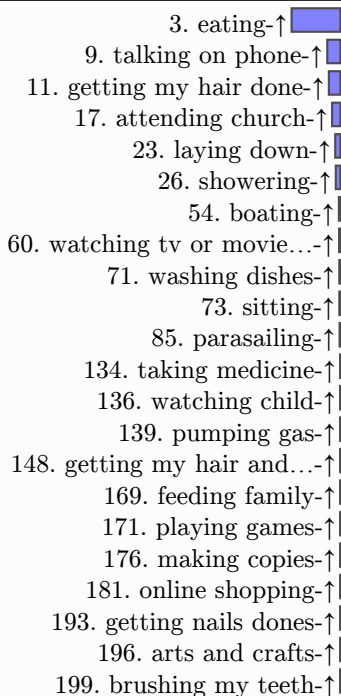 3. eating-↑
9. talking on phone-↑
11. getting my hair done-↑
17. attending church-↑
23. laying down-↑
26. showering-↑
54. boating-↑
60. watching tv or movie...-↑
71. washing dishes-↑
73. sitting-↑
85. parasailing-↑
134. taking medicine-↑
136. watching child-↑
139. pumping gas-↑
148. getting my hair and...-↑
169. feeding family-↑
171. playing games-↑
176. making copies-↑
181. online shopping-↑
193. getting nails dones-↑
196. arts and crafts-↑
199. brushing my teeth-↑